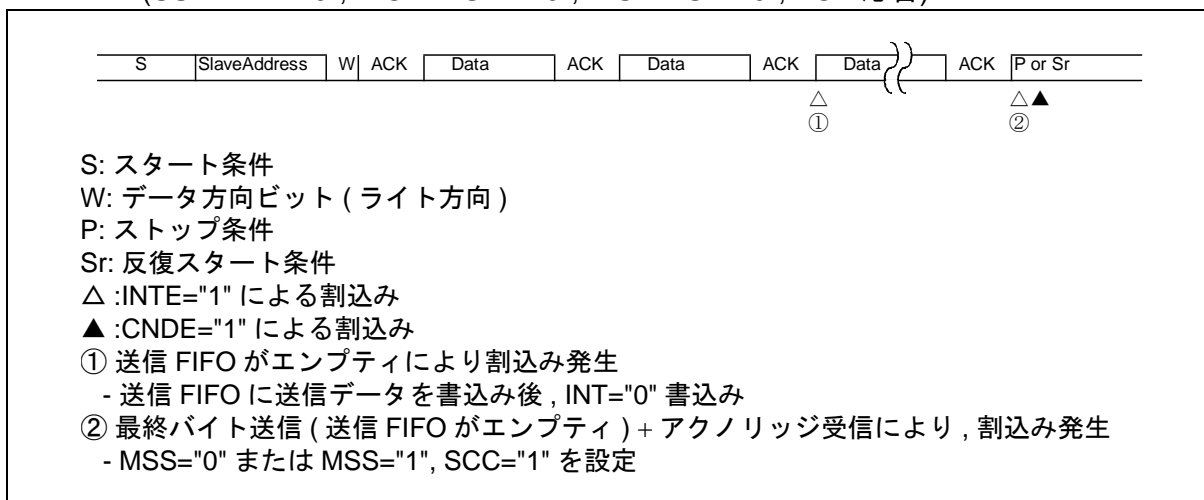 S SlaveAddress W ACK Data ACK Data ACK Data ACK P or Sr
△ △▲
① ②
S: スタート条件
W: データ方向ビット ( ライト方向 )
P: ストップ条件
Sr: 反復スタート条件
△ :INTE="1" による割込み
▲ :CNDE="1" による割込み
① 送信 FIFO がエンプティにより割込み発生
- 送信 FIFO に送信データを書込み後 , INT="0" 書込み
② 最終バイト送信 ( 送信 FIFO がエンプティ ) + アクノリッジ受信により , 割込み発生
- MSS="0" または MSS="1", SCC="1" を設定